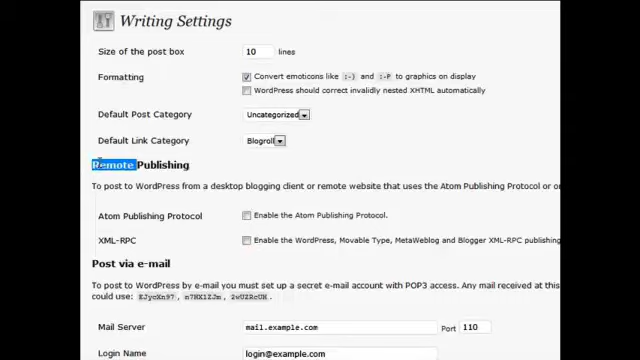 Writing Settings
Size of the post box 10 lines
Formatting Convert emoticons like :-) and :-P to graphics on display
WordPress should correct invalidly nested XHTML automatically
Default Post Category Uncategorized
Default Link Category Blogroll
Remote Publishing
To post to WordPress from a desktop blogging client or remote website that uses the Atom Publishing Protocol or
Atom Publishing Protocol Enable the Atom Publishing Protocol.
XML-RPC Enable the WordPress, Movable Type, MetaWeblog and Blogger XML-RPC publishing
Post via e-mail
To post to WordPress by e-mail you must set up a secret e-mail account with POP3 access. Any mail received at this
could use: , , .
Mail Server mail.example.com Port 110
Login Name login@example.com